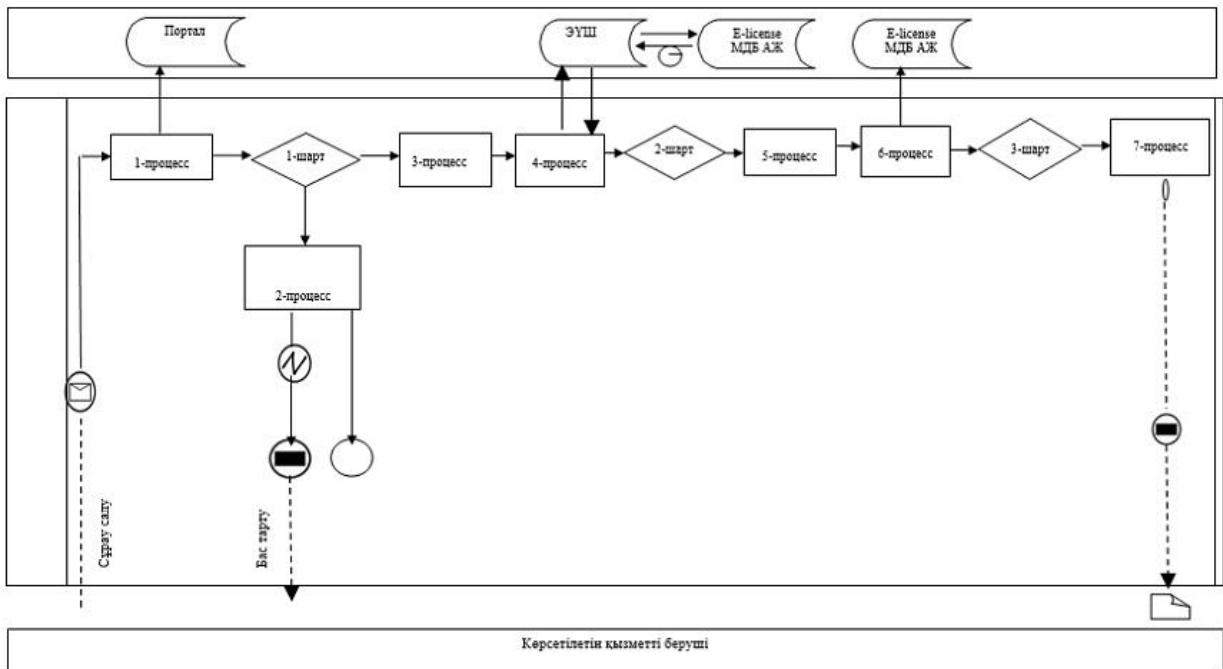 Портал
ЭҮШ
E-license
МДБ АЖ
E-license
МДБ АЖ
1-процесс
1-шарт
3-процесс
4-процесс
2-шарт
5-процесс
6-процесс
3-шарт
7-процесс
2-процесс
Сұрау салу
Бас тарту
Көрсетілетін қызметті беруші